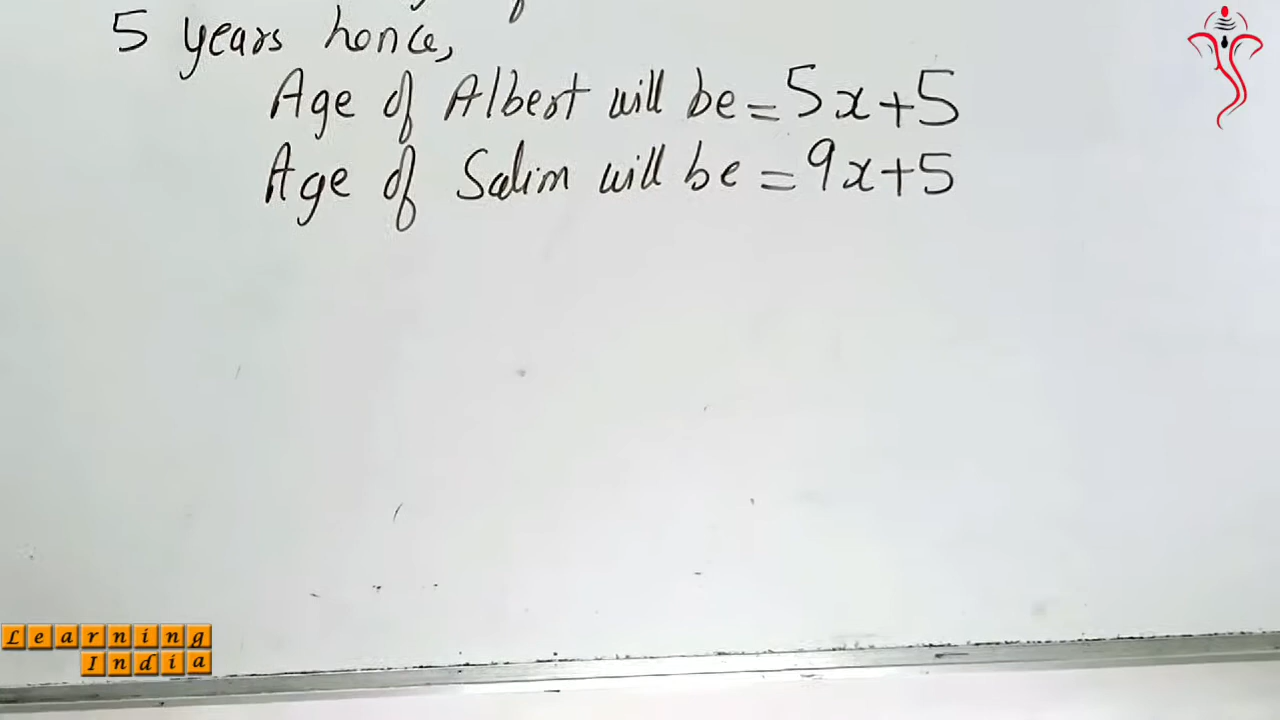 5 years hence,
Age of Albert will be = 5x+5
Age of Salim will be = 9x+5
Learning
India